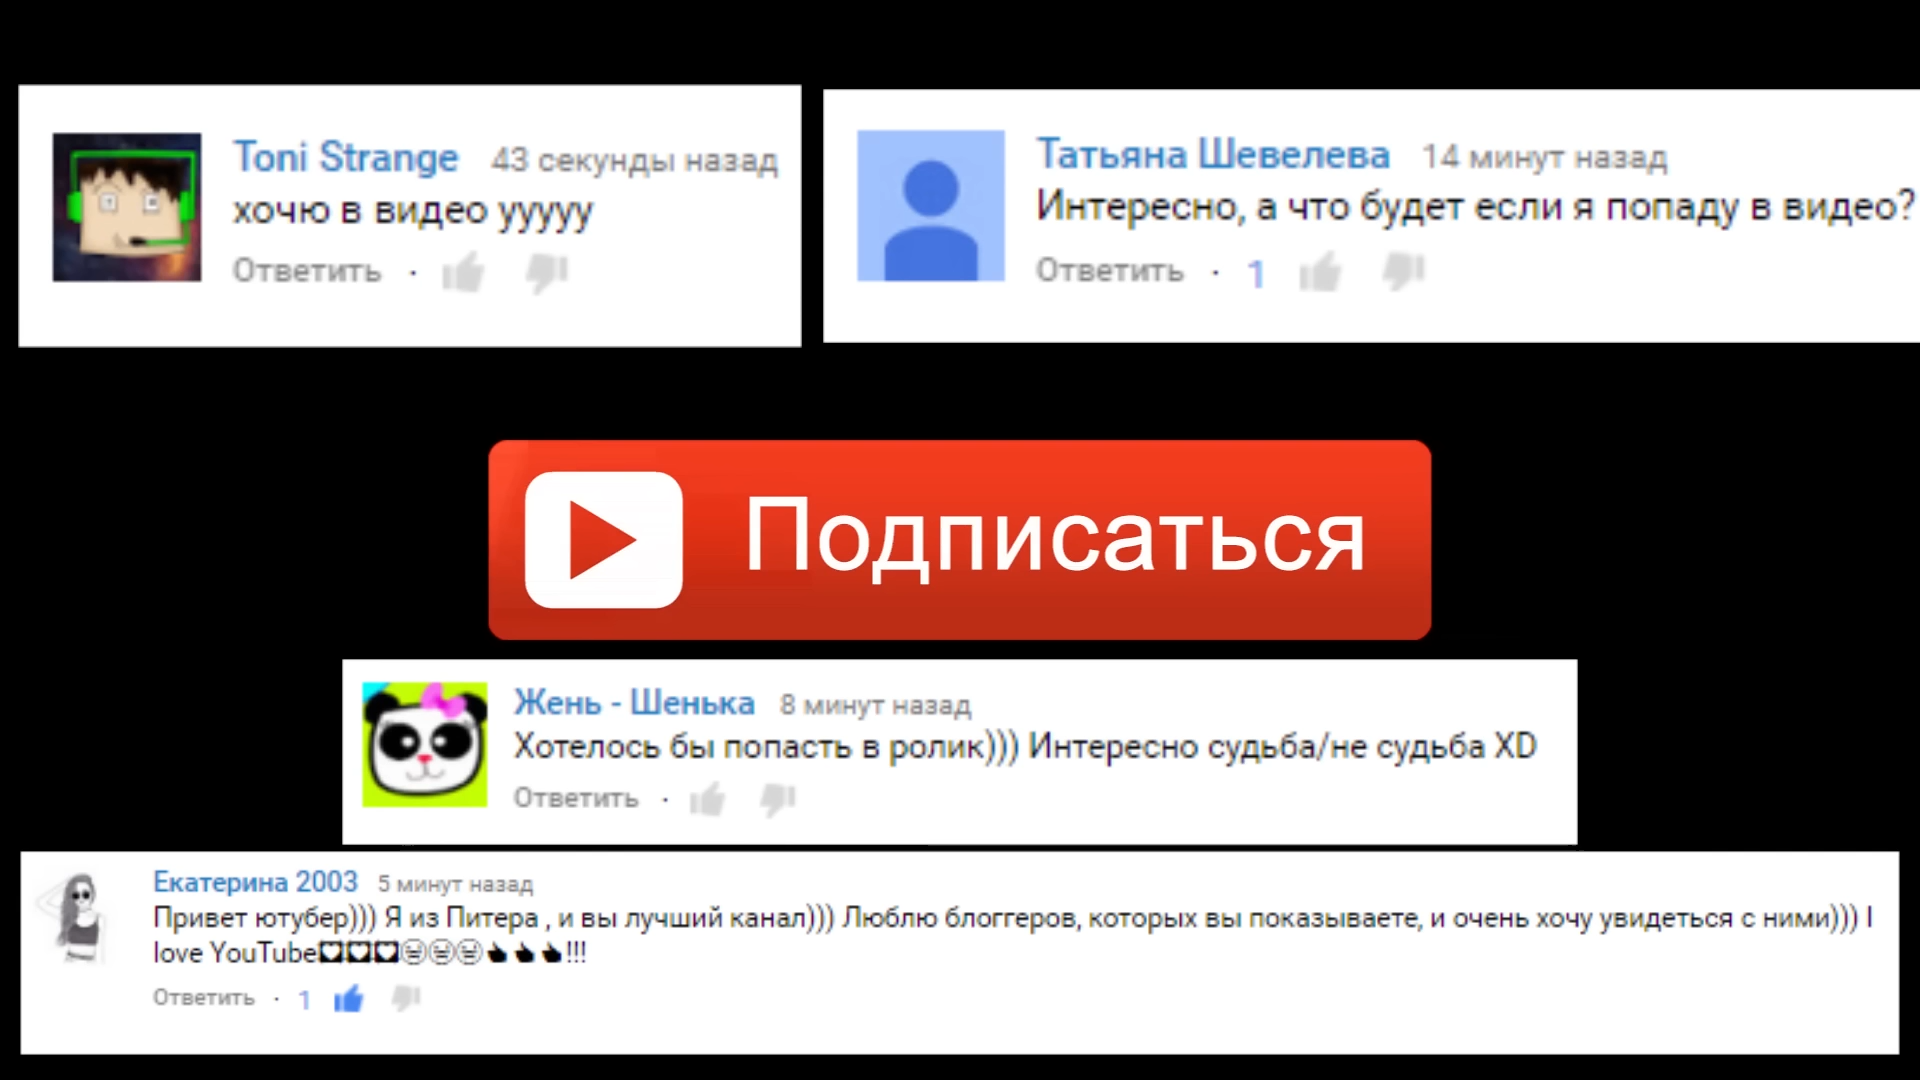 Toni Strange 43 секунды назад
хочю в видео ууууу
Ответить ·
Татьяна Шевелева 14 минут назад
Интересно, а что будет если я попаду в видео?
Ответить · 1
Подписаться
Жень - Шенька 8 минут назад
Хотелось бы попасть в ролик))) Интересно судьба/не судьба XD
Ответить ·
Екатерина 2003 5 минут назад
Привет ютубер))) Я из Питера , и вы лучший канал))) Люблю блоггеров, которых вы показываете, и очень хочу увидеться с ними))) I
love YouTube!!!
Ответить · 1